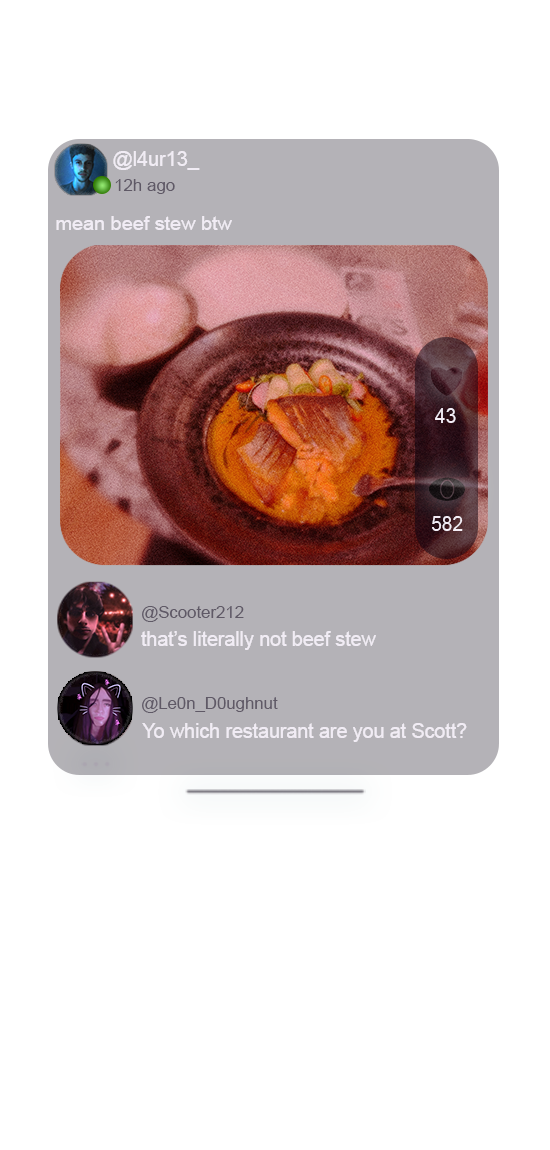 @l4ur13_
12h ago
mean beef stew btw
43
582
@Scooter212
that's literally not beef stew
@Le0n_D0ughnut
Yo which restaurant are you at Scott?